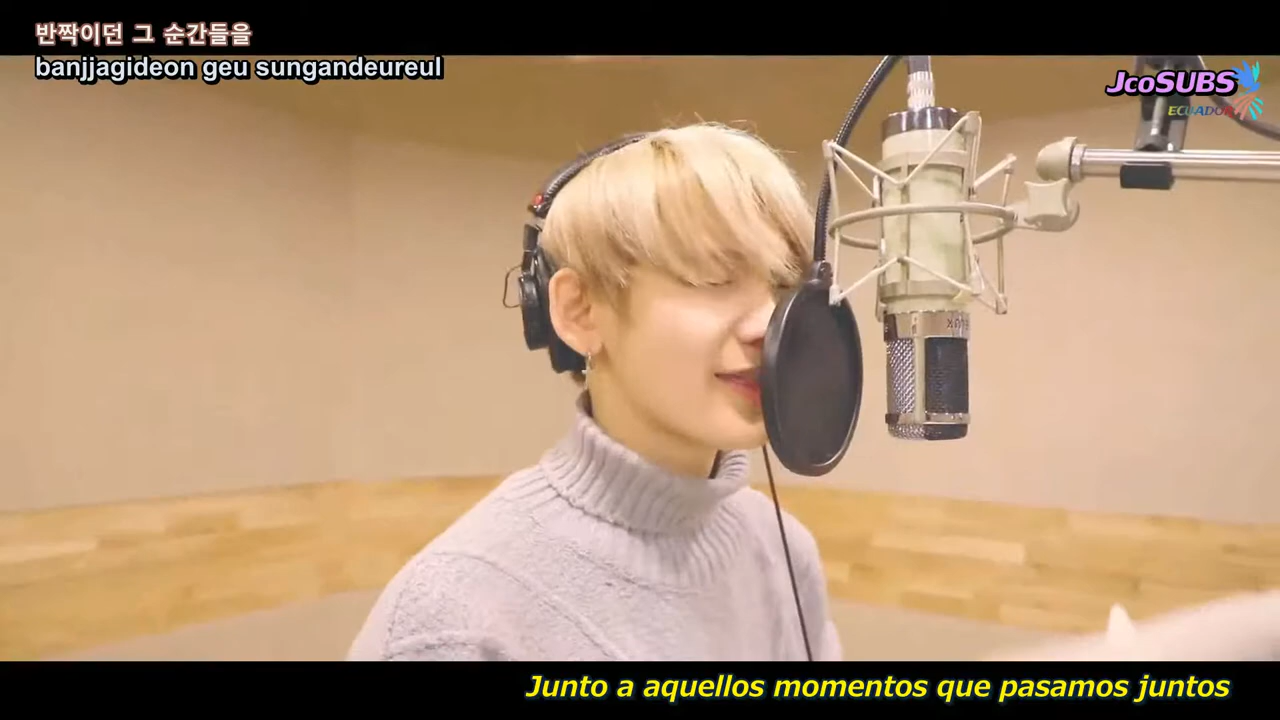 반짝이던 그 순간들을
banjjagideon geu sungandeureul
JcoSUBS
ECUADOR
Junto a aquellos momentos que pasamos juntos